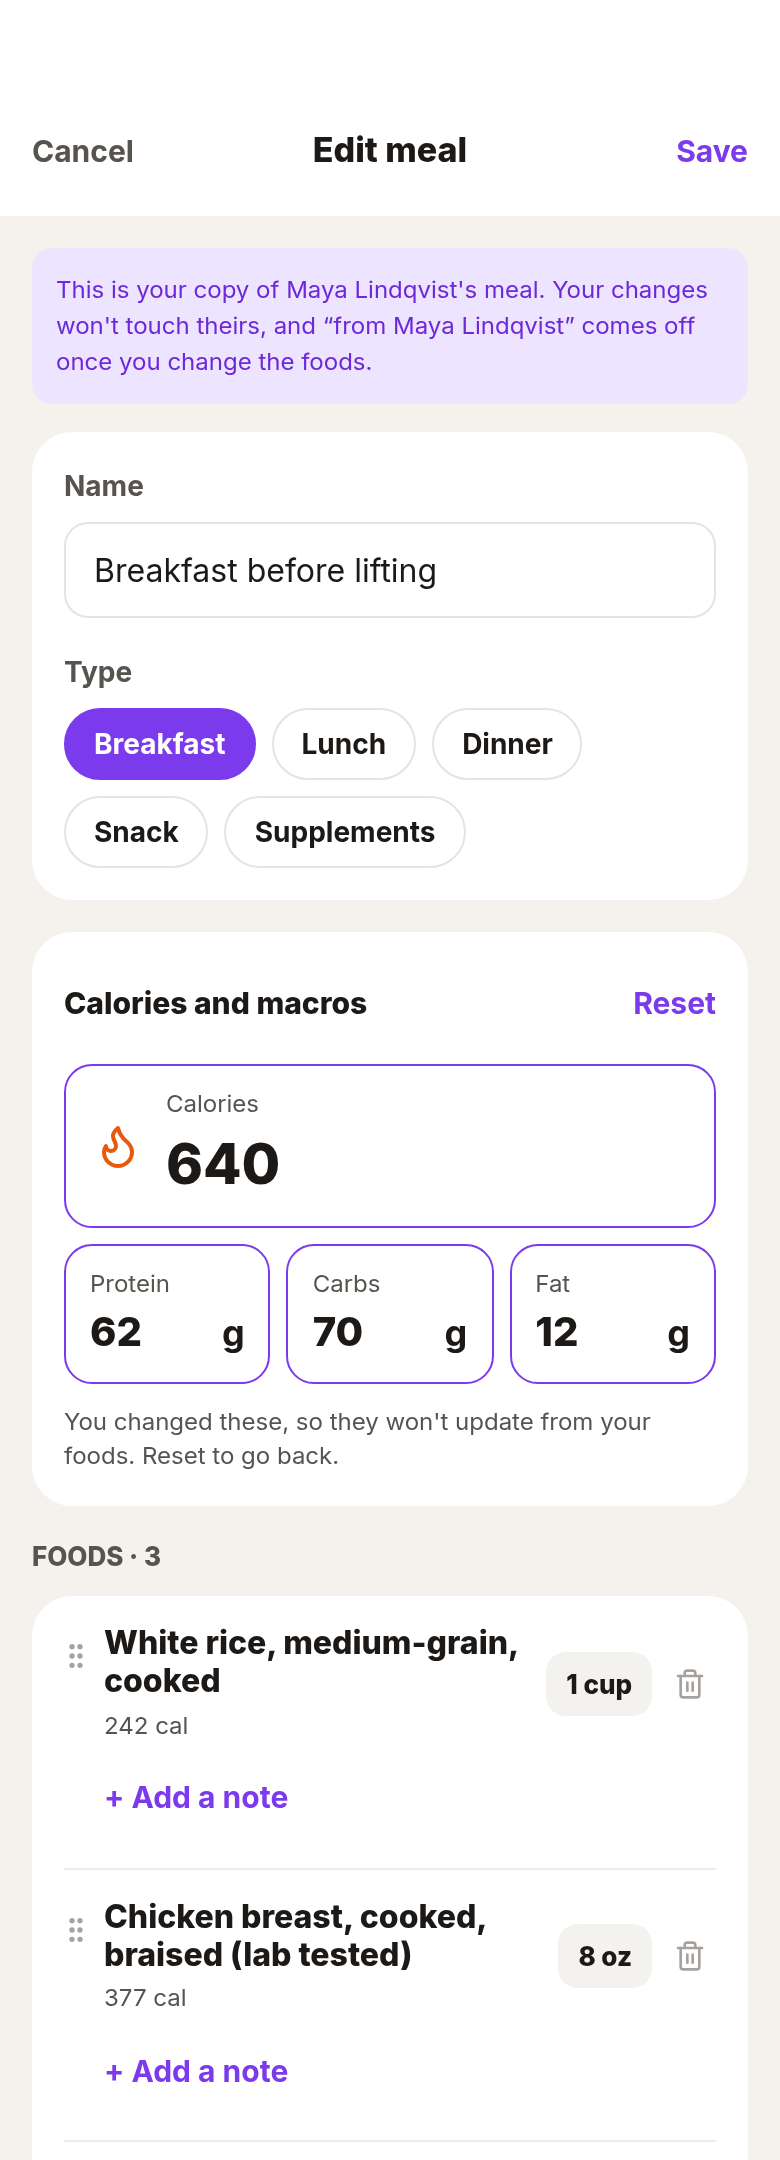 Cancel
Edit meal
Save
This is your copy of Maya Lindqvist's meal. Your changes
won't touch theirs, and “from Maya Lindqvist” comes off
once you change the foods.
Name
Breakfast before lifting
Type
Breakfast
Lunch
Dinner
Snack
Supplements
Calories and macros
Reset
Calories
640
Protein
62 g
Carbs
70 g
Fat
12 g
You changed these, so they won't update from your
foods. Reset to go back.
FOODS · 3
White rice, medium-grain,
cooked
242 cal
1 cup
+ Add a note
Chicken breast, cooked,
braised (lab tested)
377 cal
8 oz
+ Add a note